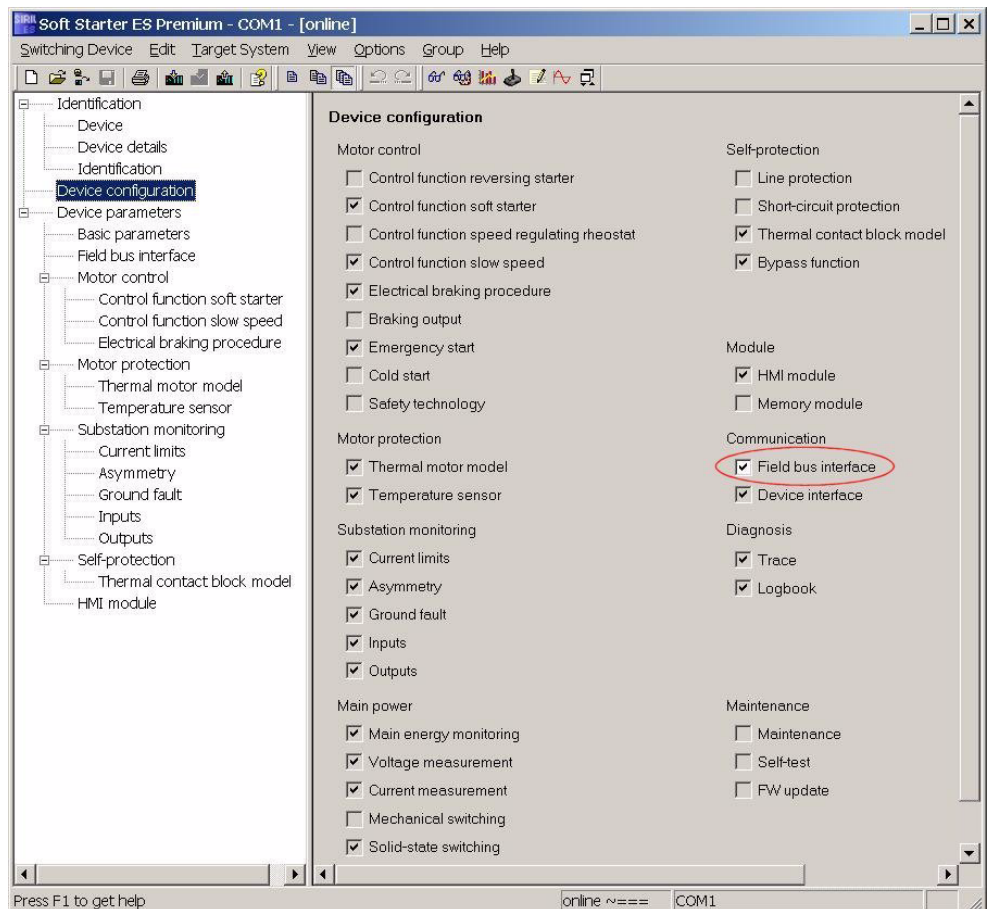 Soft Starter ES Premium - COM1 - [online]
Switching Device Edit Target System View Options Group Help
Identification
Device
Device details
Identification
Device configuration
Device parameters
Basic parameters
Field bus interface
Motor control
Control function soft starter
Control function slow speed
Electrical braking procedure
Motor protection
Thermal motor model
Temperature sensor
Substation monitoring
Current limits
Asymmetry
Ground fault
Inputs
Outputs
Self-protection
Thermal contact block model
HMI module
Device configuration
Motor control
Control function reversing starter
Control function soft starter
Control function speed regulating rheostat
Control function slow speed
Electrical braking procedure
Braking output
Emergency start
Cold start
Safety technology
Motor protection
Thermal motor model
Temperature sensor
Substation monitoring
Current limits
Asymmetry
Ground fault
Inputs
Outputs
Main power
Main energy monitoring
Voltage measurement
Current measurement
Mechanical switching
Solid-state switching
Self-protection
Line protection
Short-circuit protection
Thermal contact block model
Bypass function
Module
HMI module
Memory module
Communication
Field bus interface
Device interface
Diagnosis
Trace
Logbook
Maintenance
Maintenance
Self-test
FW update
Press F1 to get help
online ~===
COM1